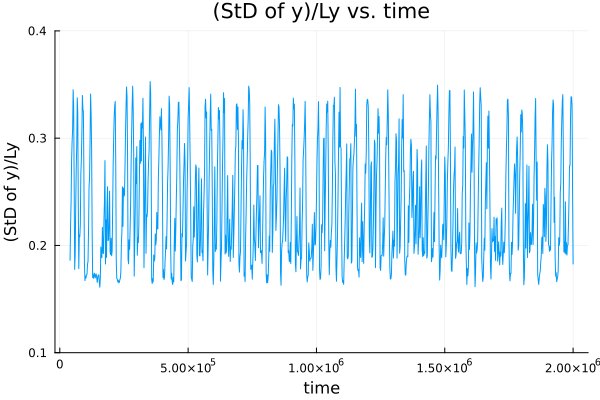 (StD of y)/Ly vs. time
0.4
0.3
0.2
0.1
(StD of y)/Ly
0 5.00×10⁵ 1.00×10⁶ 1.50×10⁶ 2.00×10⁶
time